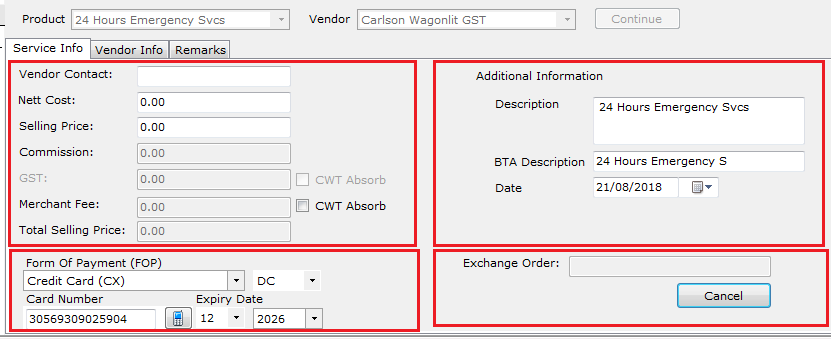 Product 24 Hours Emergency Svcs Vendor Carlson Wagonlit GST Continue
Service Info Vendor Info Remarks
Vendor Contact:
Nett Cost: 0.00
Selling Price: 0.00
Commission: 0.00
GST: 0.00 CWT Absorb
Merchant Fee: 0.00 CWT Absorb
Total Selling Price: 0.00
Additional Information
Description 24 Hours Emergency Svcs
BTA Description 24 Hours Emergency S
Date 21/08/2018
Form Of Payment (FOP)
Credit Card (CX) DC
Card Number Expiry Date
30569309025904 12 2026
Exchange Order:
Cancel